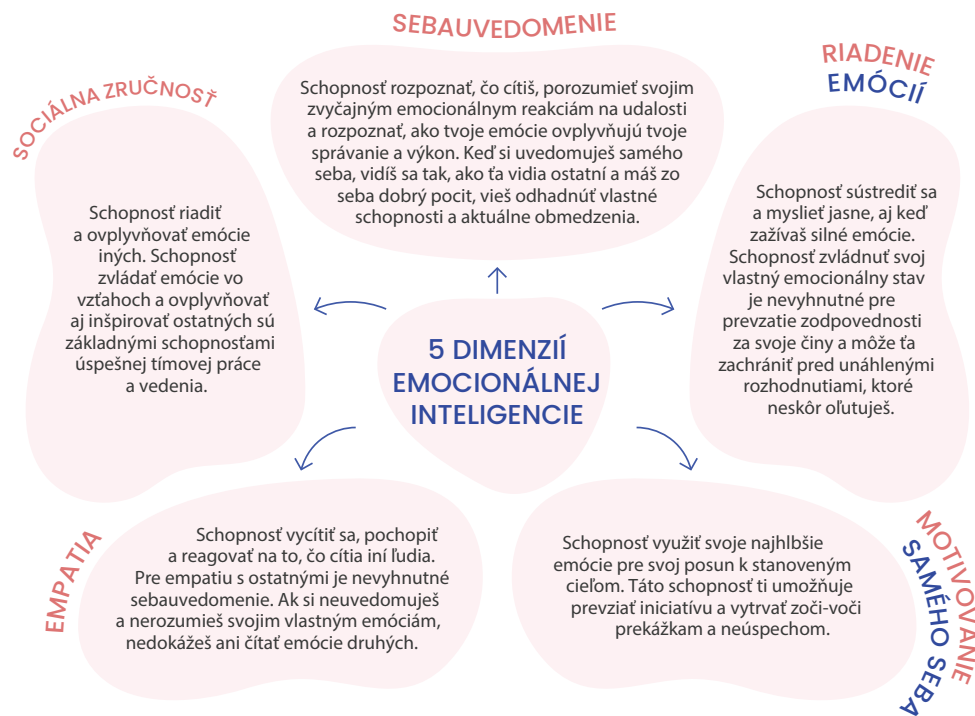 SEBAUVEDOMENIE
Schopnosť rozpoznať, čo cítiš, porozumieť svojim
zvyčajným emocionálnym reakciám na udalosti
a rozpoznať, ako tvoje emócie ovplyvňujú tvoje
správanie a výkon. Keď si uvedomuješ samého
seba, vidíš sa tak, ako ťa vidia ostatní a máš zo
seba dobrý pocit, vieš odhadnúť vlastné
schopnosti a aktuálne obmedzenia.
RIADENIE
EMÓCIÍ
Schopnosť sústrediť sa
a myslieť jasne, aj keď
zažívaš silné emócie.
Schopnosť zvládnuť svoj
vlastný emocionálny stav
je nevyhnutné pre
prevzatie zodpovednosti
za svoje činy a môže ťa
zachrániť pred unáhlenými
rozhodnutiami, ktoré
neskôr oľutuješ.
SOCIÁLNA ZRUČNOSŤ
Schopnosť riadiť
a ovplyvňovať emócie
iných. Schopnosť
zvládať emócie vo
vzťahoch a ovplyvňovať
aj inšpirovať ostatných sú
základnými schopnosťami
úspešnej tímovej práce
a vedenia.
5 DIMENZIÍ
EMOCIONÁLNEJ
INTELIGENCIE
EMPATIA
Schopnosť vycítiť sa, pochopiť
a reagovať na to, čo cítia iní ľudia.
Pre empatiu s ostatnými je nevyhnutné
sebauvedomenie. Ak si neuvedomuješ
a nerozumieš svojim vlastným emóciám,
nedokážeš ani čítať emócie druhých.
MOTIVOVANIE
SAMÉHO SEBA
Schopnosť využiť svoje najhlbšie
emócie pre svoj posun k stanoveným
cieľom. Táto schopnosť ti umožňuje
prevziať iniciatívu a vytrvať zoči-voči
prekážkam a neúspechom.